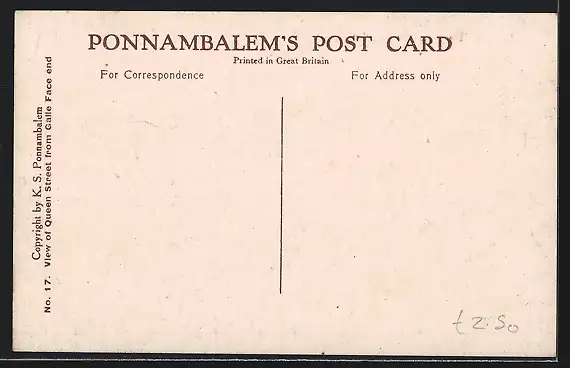 PONNAMBALEM'S POST CARD
Printed in Great Britain
For Correspondence
For Address only
Copyright by K. S. Ponnambalem
No. 17. View of Queen Street from Galle Face end
£2.50